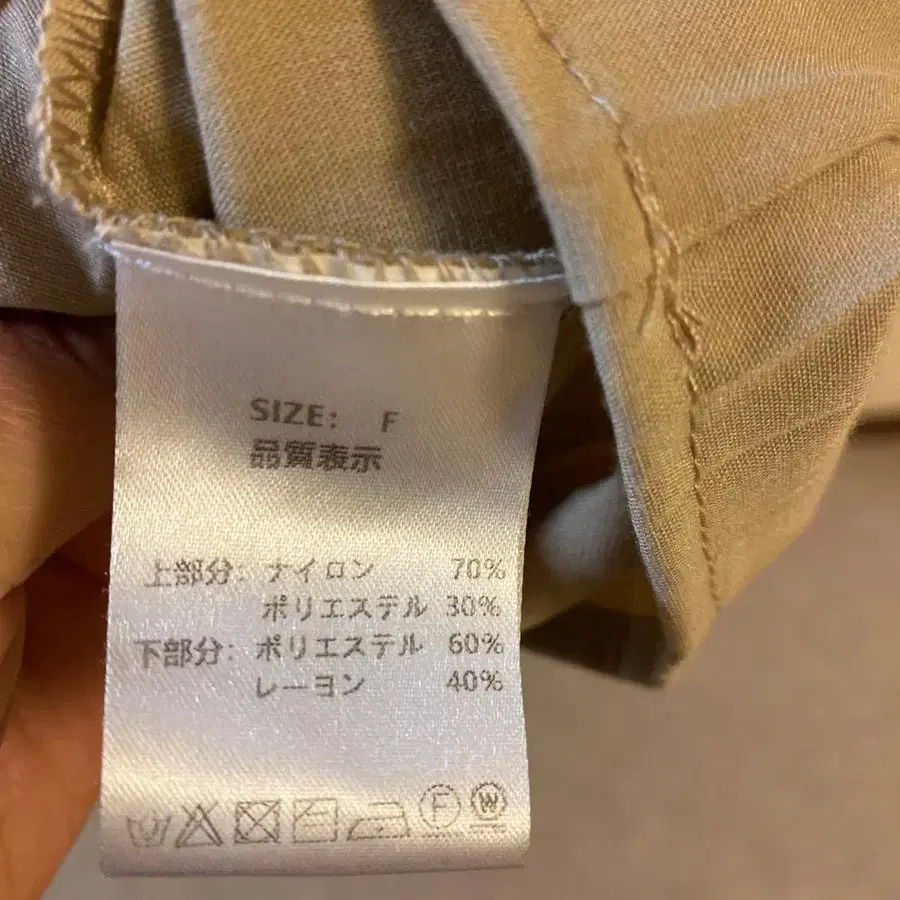 SIZE: F
品質表示
上部分: ナイロン 70%
ポリエステル 30%
下部分: ポリエステル 60%
レーヨン 40%
F W